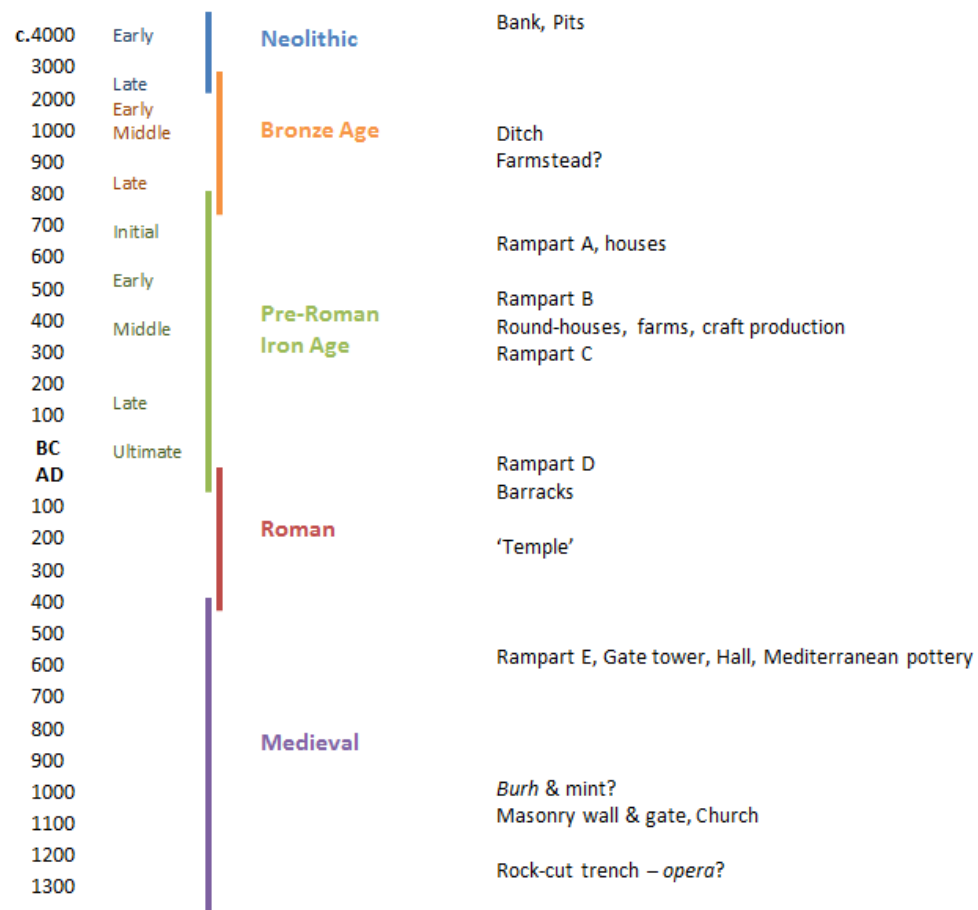 c.4000 Early Neolithic Bank, Pits
3000
Late
2000
Early
1000 Middle Bronze Age Ditch
900 Farmstead?
Late
800
700
Initial
Rampart A, houses
600
Early
500
Rampart B
Pre-Roman
400 Middle Round-houses, farms, craft production
300 Iron Age Rampart C
200
Late
100
BC Ultimate
Rampart D
AD
Barracks
100
Roman
200
‘Temple’
300
400
500
Rampart E, Gate tower, Hall, Mediterranean pottery
600
700
800
Medieval
900
1000 Burh & mint?
1100 Masonry wall & gate, Church
1200
Rock-cut trench – opera?
1300